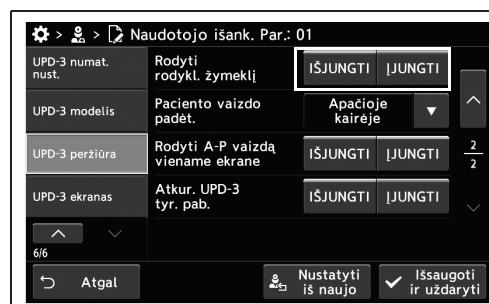 > > Naudotojo išank. Par.: 01
UPD-3 numat.
nust.
Rodyti
rodykl. žymeklį
IŠJUNGTI ĮJUNGTI
UPD-3 modelis
Paciento vaizdo
padėt.
Apačioje
kairėje
UPD-3 peržiūra
Rodyti A-P vaizdą
viename ekrane
IŠJUNGTI ĮJUNGTI
2
2
UPD-3 ekranas
Atkur. UPD-3
tyr. pab.
IŠJUNGTI ĮJUNGTI
6/6
Atgal
Nustatyti
iš naujo
Išsaugoti
ir uždaryti